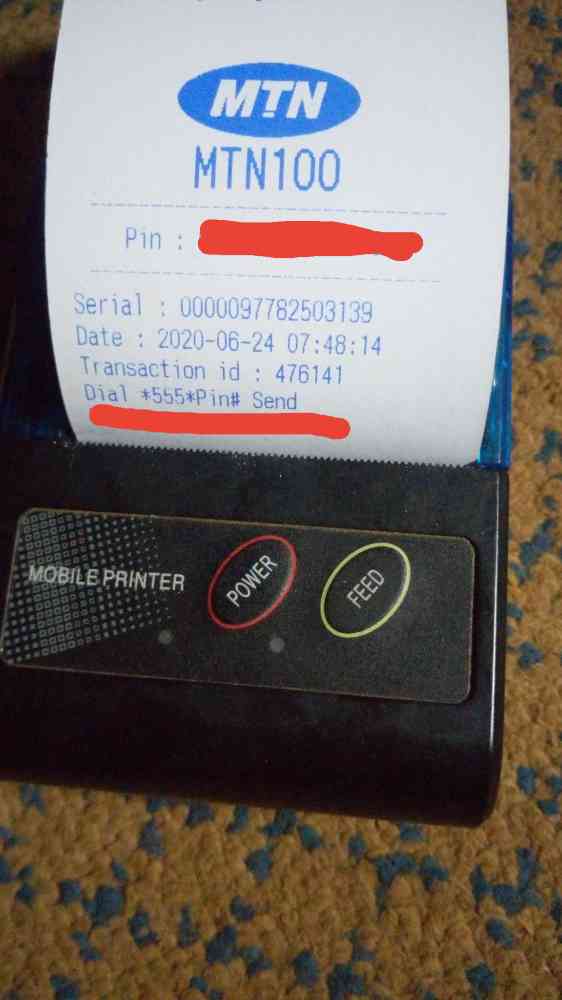 MTN
MTN100
Pin :
Serial : 0000097782503139
Date : 2020-06-24 07:48:14
Transaction id : 476141
Dial *555*Pin# Send
MOBILE PRINTER
POWER
FEED